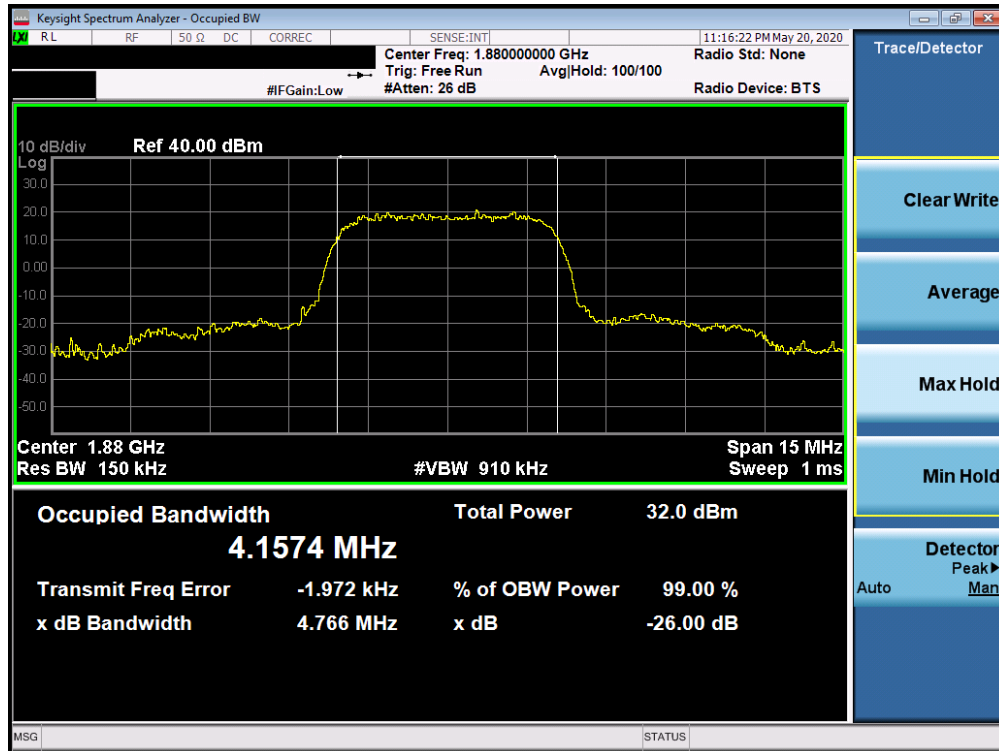 Keysight Spectrum Analyzer - Occupied BW
LXI RL RF 50 Ω DC CORREC SENSE:INT 11:16:22 PM May 20, 2020
Center Freq: 1.880000000 GHz Radio Std: None
Trig: Free Run Avg|Hold: 100/100
#IFGain:Low #Atten: 26 dB Radio Device: BTS
10 dB/div Ref 40.00 dBm
Log
30.0
20.0
10.0
0.00
-10.0
-20.0
-30.0
-40.0
-50.0
Center 1.88 GHz Span 15 MHz
Res BW 150 kHz #VBW 910 kHz Sweep 1 ms
Occupied Bandwidth Total Power 32.0 dBm
4.1574 MHz
Transmit Freq Error -1.972 kHz % of OBW Power 99.00 %
x dB Bandwidth 4.766 MHz x dB -26.00 dB
MSG STATUS
Trace/Detector
Clear Write
Average
Max Hold
Min Hold
Detector
Peak▶
Auto Man